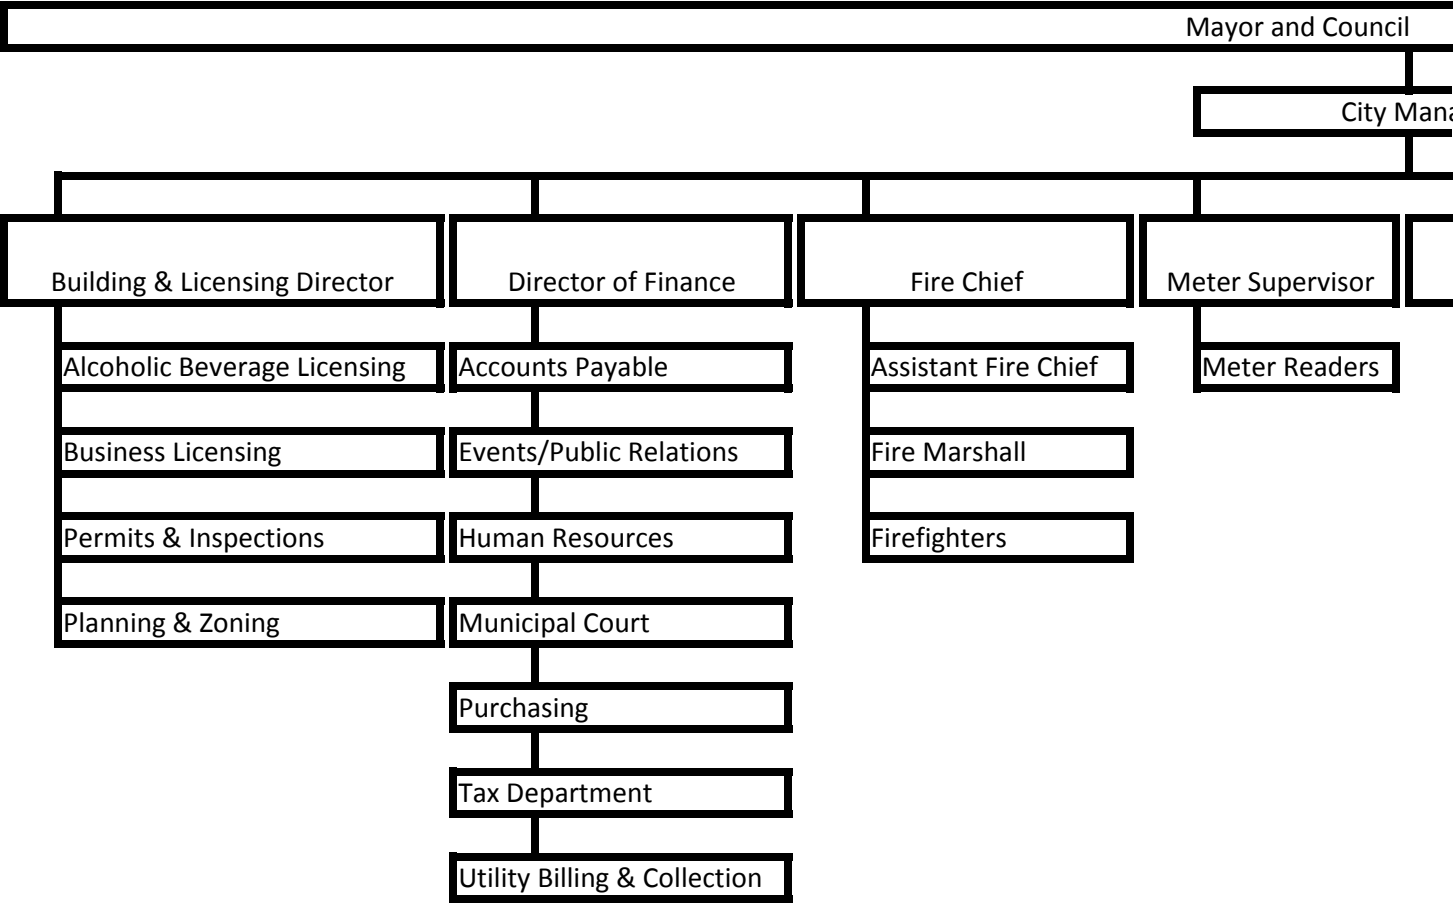 Mayor and Council
City Mana
Building & Licensing Director
Director of Finance
Fire Chief
Meter Supervisor
Alcoholic Beverage Licensing
Accounts Payable
Assistant Fire Chief
Meter Readers
Business Licensing
Events/Public Relations
Fire Marshall
Permits & Inspections
Human Resources
Firefighters
Planning & Zoning
Municipal Court
Purchasing
Tax Department
Utility Billing & Collection